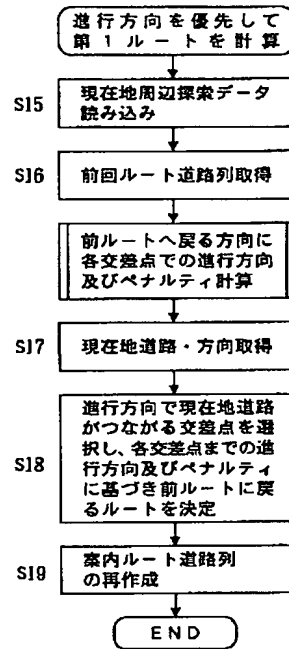 進行方向を優先して
第1ルートを計算
S15
現在地周辺探索データ
読み込み
S16
前回ルート道路列取得
前ルートへ戻る方向に
各交差点での進行方向
及びペナルティ計算
S17
現在地道路・方向取得
S18
進行方向で現在地道路
がつながる交差点を選
択し、各交差点までの進
行方向及びペナルティ
に基づき前ルートに戻
るルートを決定
S19
案内ルート道路列
の再作成
END